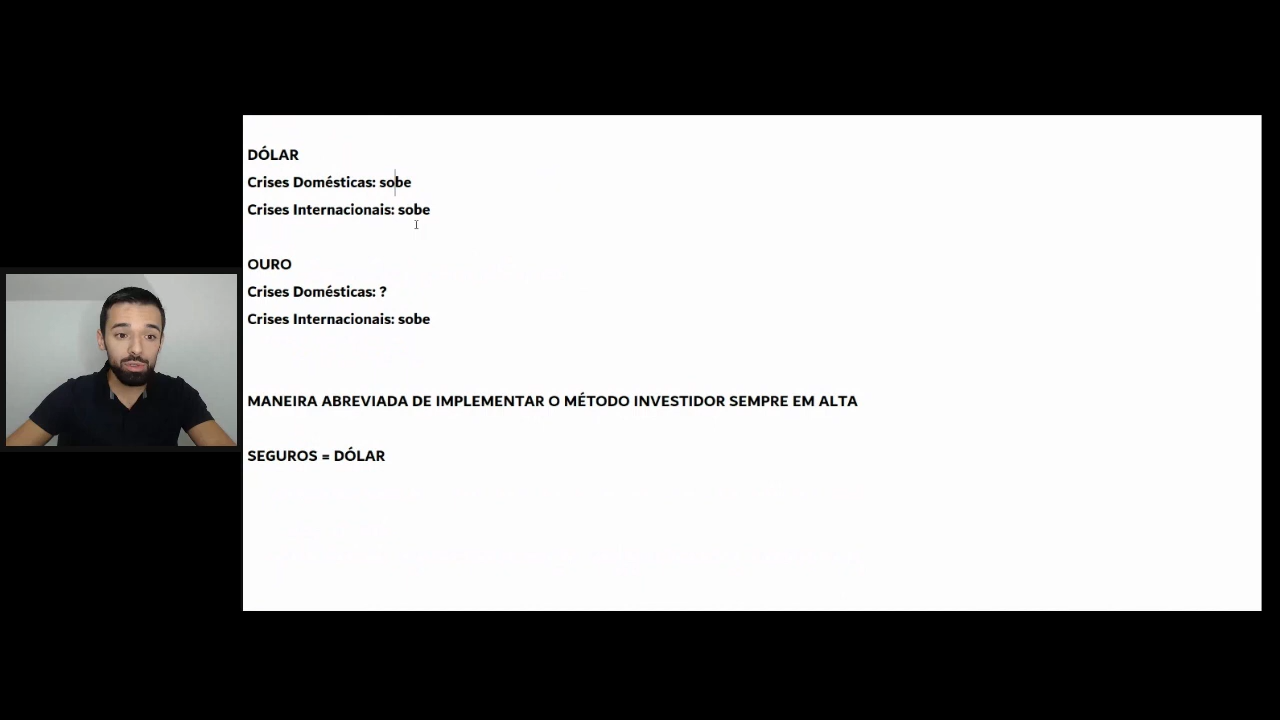 DÓLAR
Crises Domésticas: sobe
Crises Internacionais: sobe
OURO
Crises Domésticas: ?
Crises Internacionais: sobe
MANEIRA ABREVIADA DE IMPLEMENTAR O MÉTODO INVESTIDOR SEMPRE EM ALTA
SEGUROS = DÓLAR